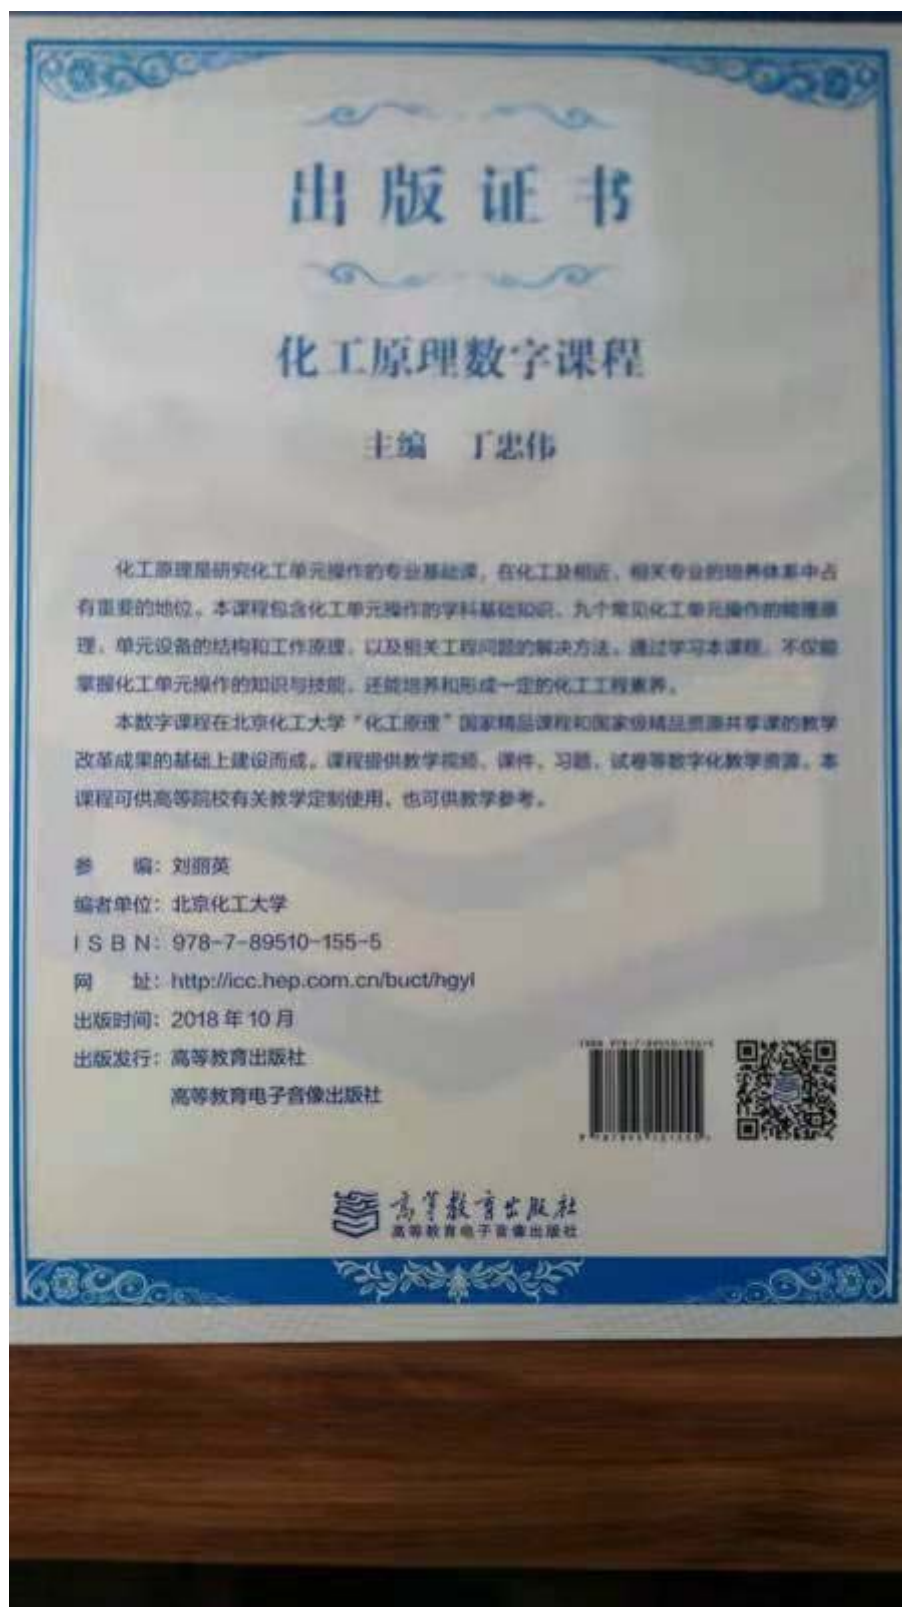 出版证书
化工原理数字课程
主编 丁忠伟
化工原理是研究化工单元操作的专业基础课，在化工及相近、相关专业的培养体系中占
有重要的地位。本课程包含化工单元操作的学科基础知识、九个常见化工单元操作的物理原
理、单元设备的结构和工作原理，以及相关工程问题的解决方法。通过学习本课程，不仅能
掌握化工单元操作的知识与技能，还能培养和形成一定的化工工程素养。
本数字课程在北京化工大学“化工原理”国家精品课程和国家级精品资源共享课的教学
改革成果的基础上建设而成。课程提供教学视频、课件、习题、试卷等数字化教学资源。本
课程可供高等院校有关教学定制使用，也可供教学参考。
参 编：刘丽英
编者单位：北京化工大学
ISBN：978-7-89510-155-5
网 址：http://icc.hep.com.cn/buct/hgyl
出版时间：2018年10月
出版发行：高等教育出版社
高等教育电子音像出版社
ISBN 978-7-89510-155-5
高等教育出版社
高等教育电子音像出版社